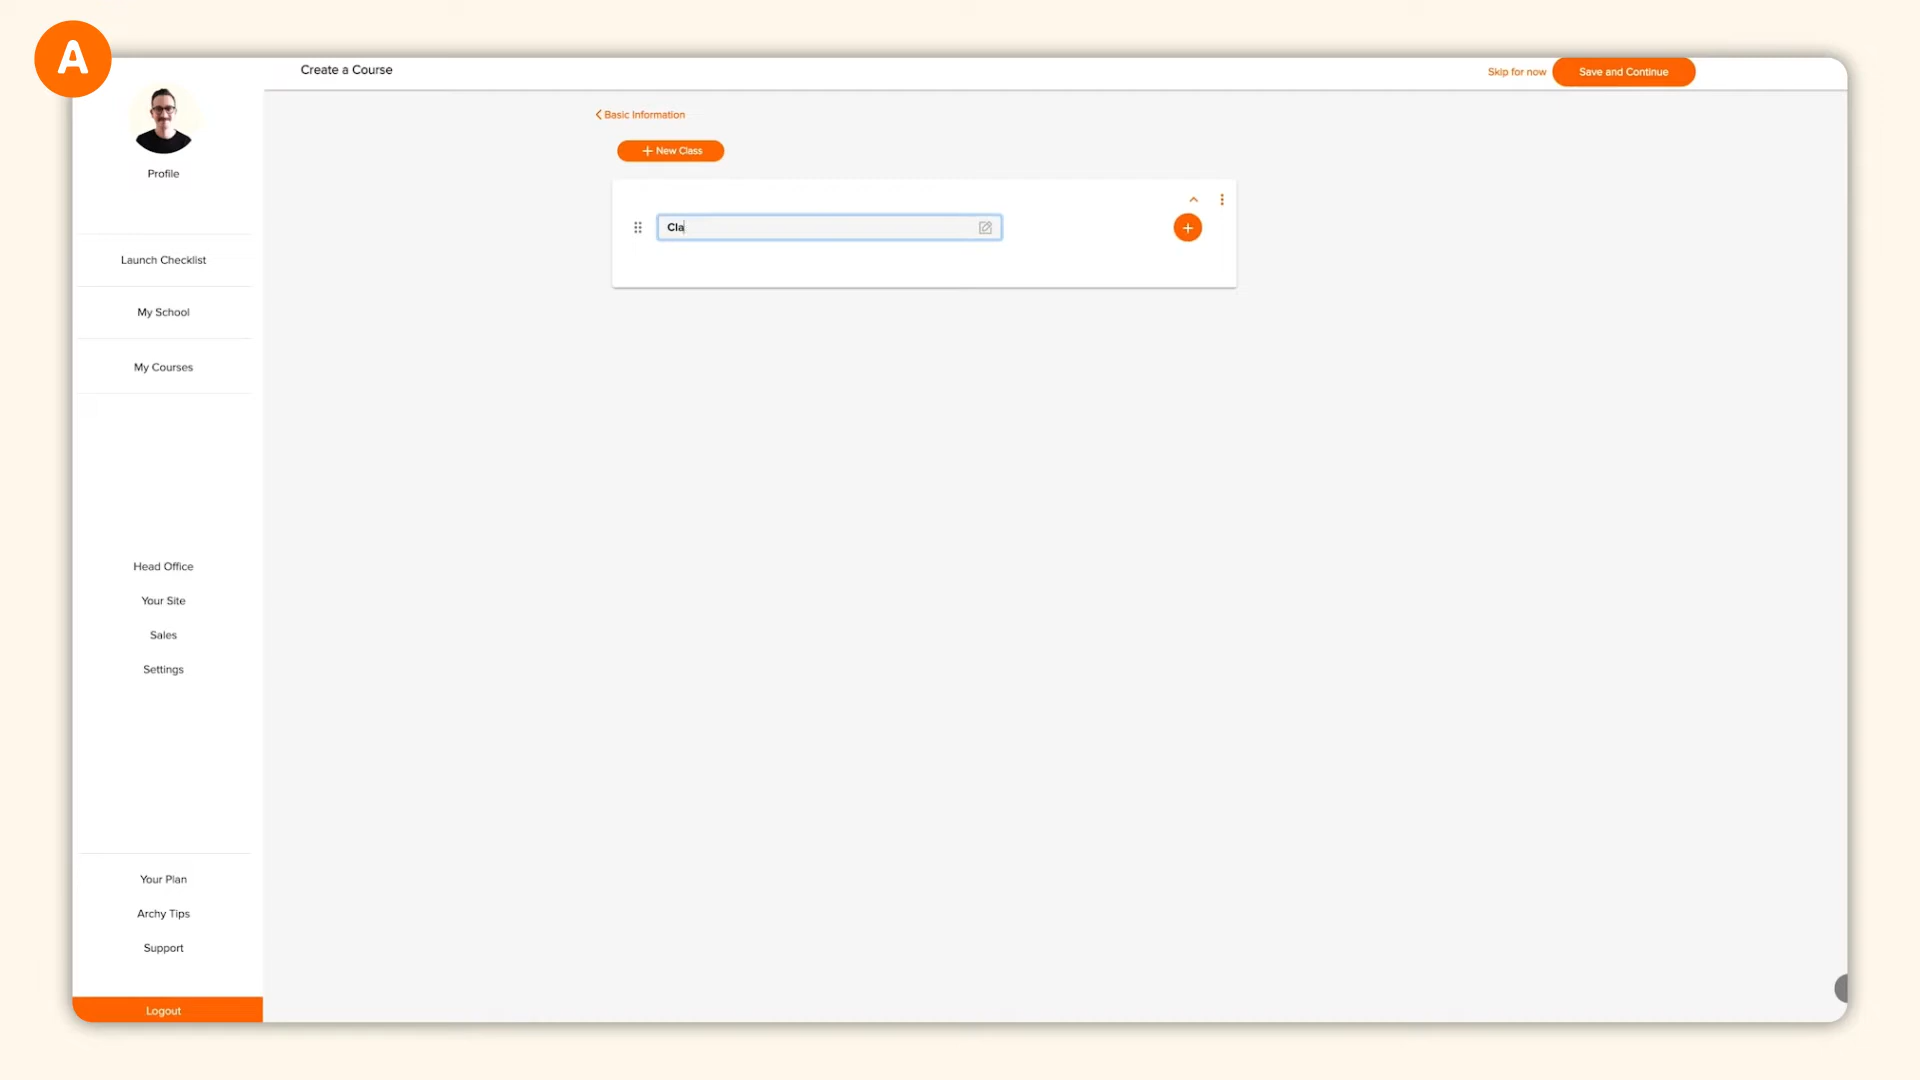 A
Create a Course
Skip for now
Save and Continue
Basic Information
New Class
Cla
Profile
Launch Checklist
My School
My Courses
Head Office
Your Site
Sales
Settings
Your Plan
Archy Tips
Support
Logout